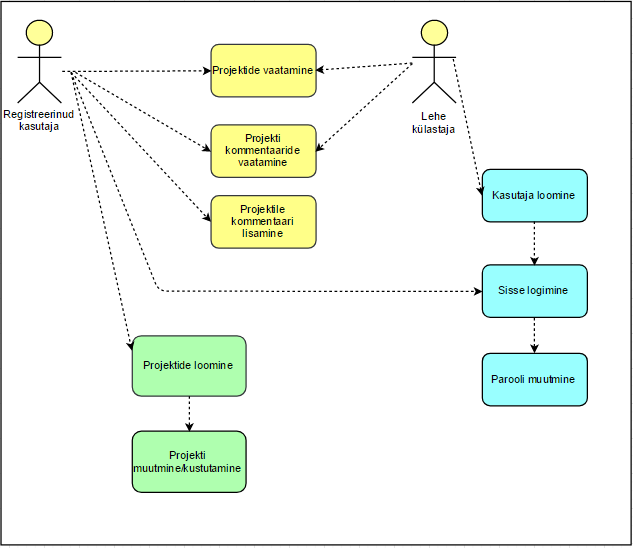 Registreerinud
kasutaja
Projektide vaatamine
Lehe
külastaja
Projekti
kommentaaride
vaatamine
Kasutaja loomine
Projektile
kommentaari
lisamine
Sisse logimine
Projektide loomine
Parooli muutmine
Projekti
muutmine/kustutamine